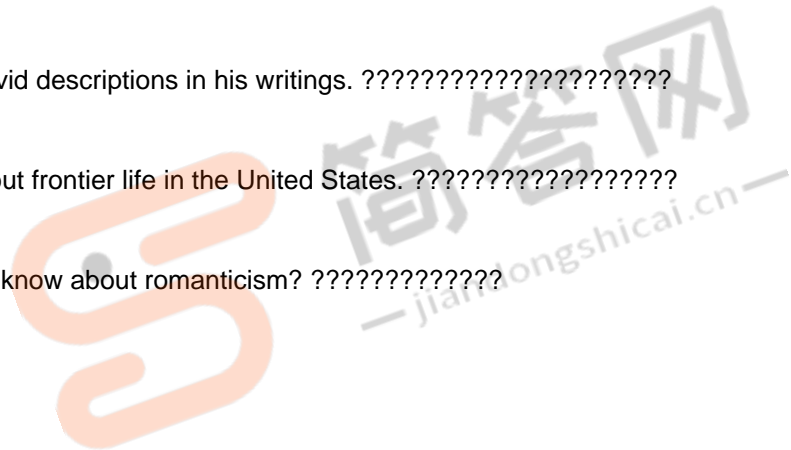 vid descriptions in his writings. ?????????????????????
out frontier life in the United States. ??????????????????
know about romanticism? ?????????????
简答网
jiandongshicai.cn